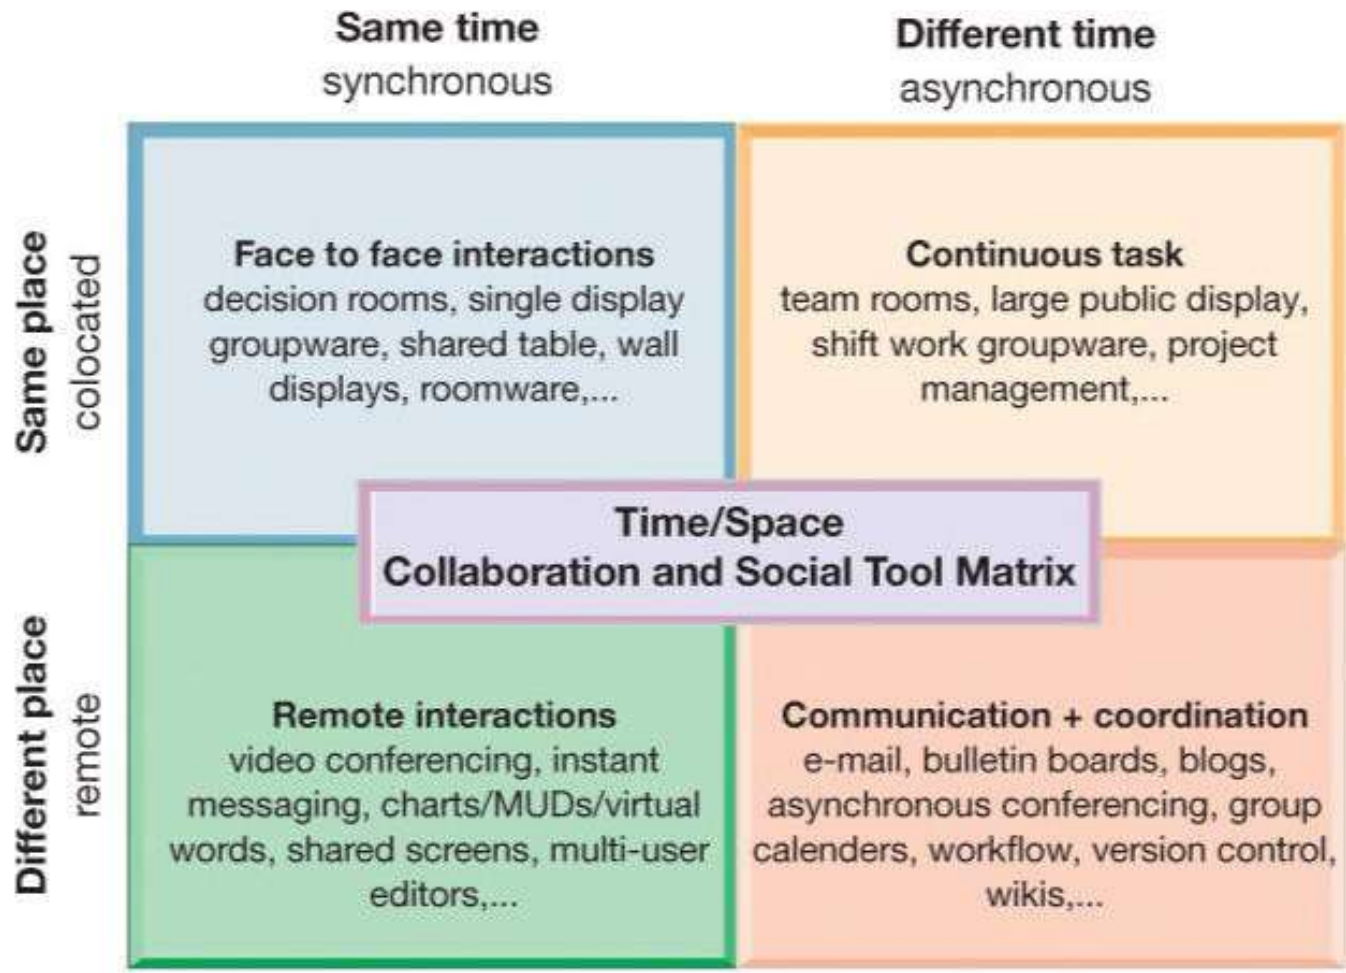 Same time
synchronous
Different time
asynchronous
Same place
colocated
Face to face interactions
decision rooms, single display
groupware, shared table, wall
displays, roomware,...
Continuous task
team rooms, large public display,
shift work groupware, project
management,...
Time/Space
Collaboration and Social Tool Matrix
Different place
remote
Remote interactions
video conferencing, instant
messaging, charts/MUDs/virtual
words, shared screens, multi-user
editors,...
Communication + coordination
e-mail, bulletin boards, blogs,
asynchronous conferencing, group
calenders, workflow, version control,
wikis,...